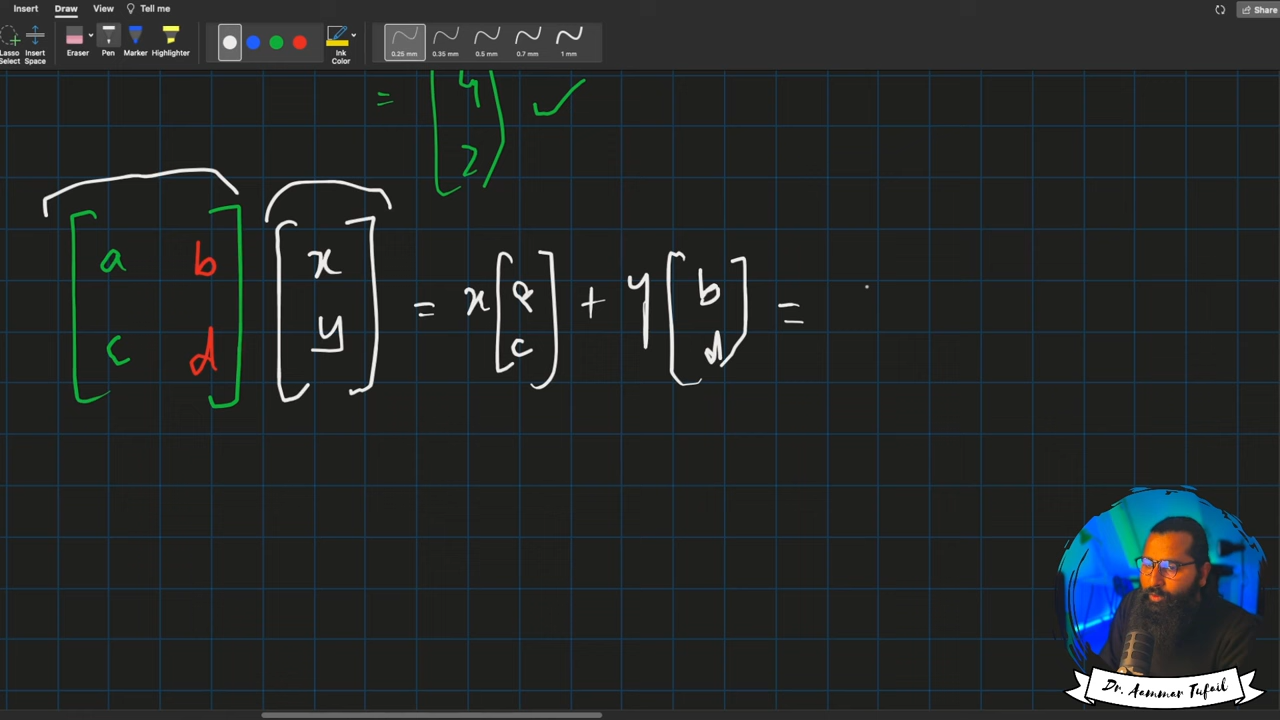 Insert Draw View Tell me Share
Lasso Select Insert Space Eraser Pen Marker Highlighter Ink Color 0.25 mm 0.35 mm 0.5 mm 0.7 mm 1 mm
= [4 2] ✓
[a b
c d] [x
y] = x[a
c] + y[b
d] =
Dr. Aammar Tufail